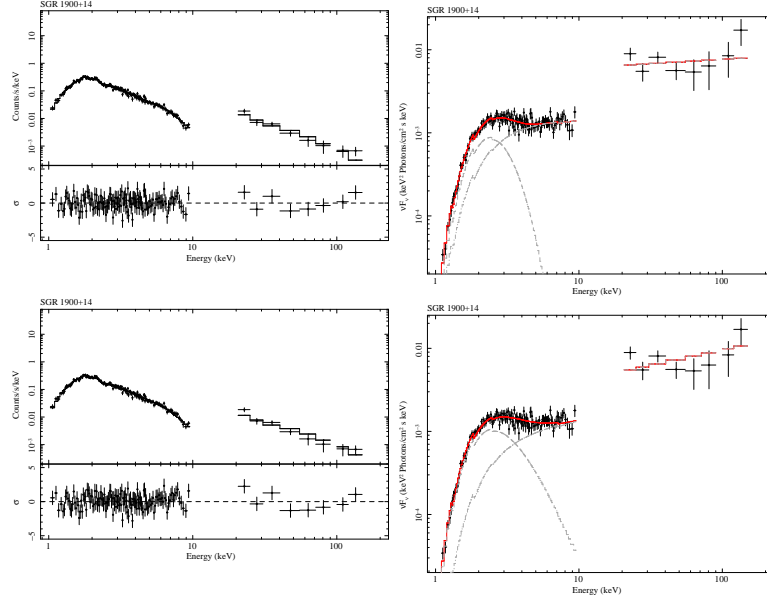 SGR 1900+14
Counts/s/keV
10
1
0.1
0.01
10⁻³
σ
5
0
−5
1
10
100
Energy (keV)
SGR 1900+14
νFᵥ (keV² Photons/cm² s keV)
0.01
10⁻³
10⁻⁴
1
10
100
Energy (keV)
SGR 1900+14
Counts/s/keV
10
1
0.1
0.01
10⁻³
σ
5
0
−5
1
10
100
Energy (keV)
SGR 1900+14
νFᵥ (keV² Photons/cm² s keV)
0.01
10⁻³
10⁻⁴
1
10
100
Energy (keV)